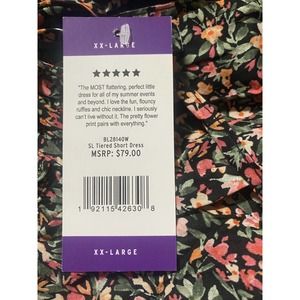 XX-LARGE
"The MOST flattering, perfect little
dress for all of my summer events
and beyond. I love the fun, flouncy
ruffles and chic neckline. I seriously
can't live without it. The pretty flower
print pairs with everything."
BL28140W
SL Tiered Short Dress
MSRP: $79.00
1 92115 42630 8
XX-LARGE